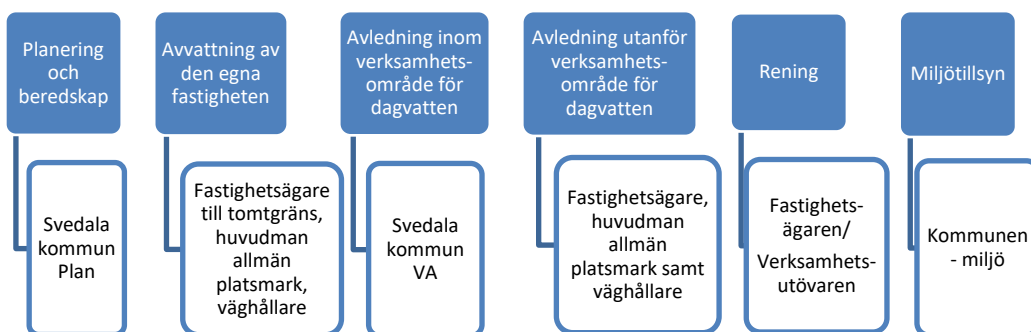 Planering
och
beredskap
Svedala
kommun
Plan
Avvattning av
den egna
fastigheten
Fastighetsägare
till tomtgräns,
huvudman
allmän
platsmark,
väghållare
Avledning inom
verksamhets-
område för
dagvatten
Svedala
kommun
VA
Avledning utanför
verksamhets-
område för
dagvatten
Fastighetsägare,
huvudman
allmän
platsmark samt
väghållare
Rening
Fastighets-
ägaren/
Verksamhets-
utövaren
Miljötillsyn
Kommunen
- miljö